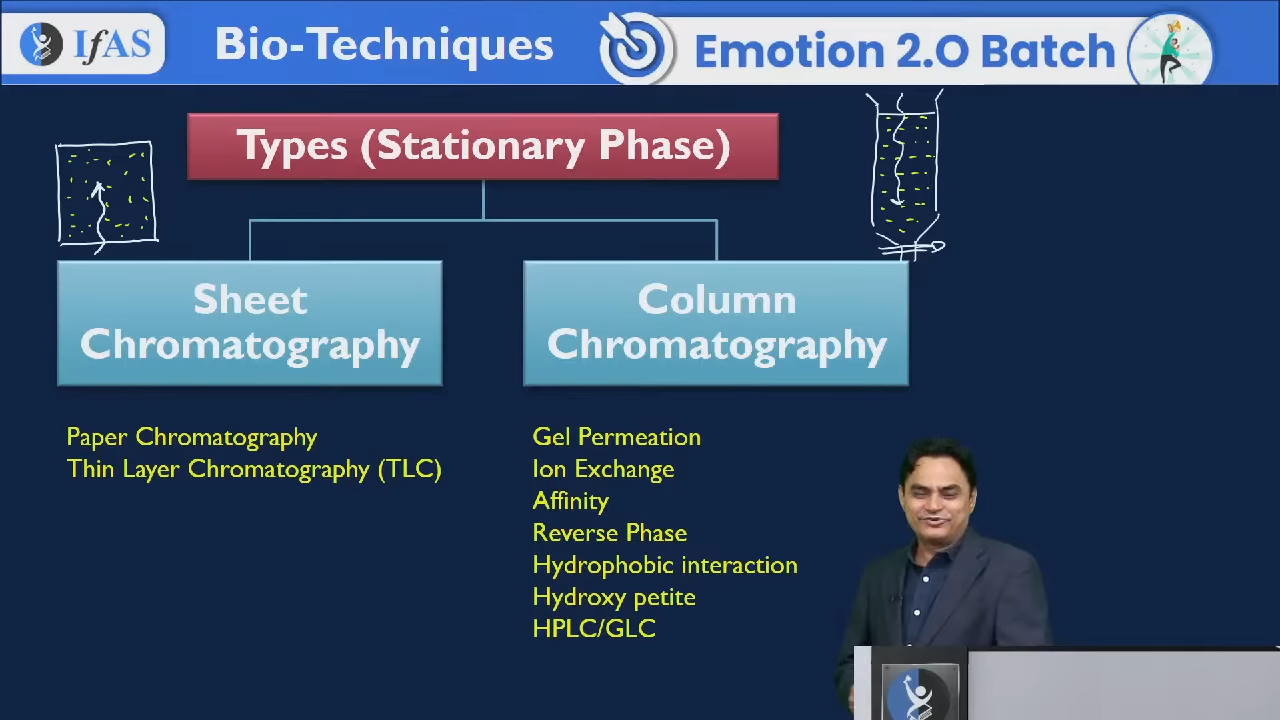 IfAS
Bio-Techniques
Emotion 2.O Batch
Types (Stationary Phase)
Sheet
Chromatography
Column
Chromatography
Paper Chromatography
Thin Layer Chromatography (TLC)
Gel Permeation
Ion Exchange
Affinity
Reverse Phase
Hydrophobic interaction
Hydroxy petite
HPLC/GLC